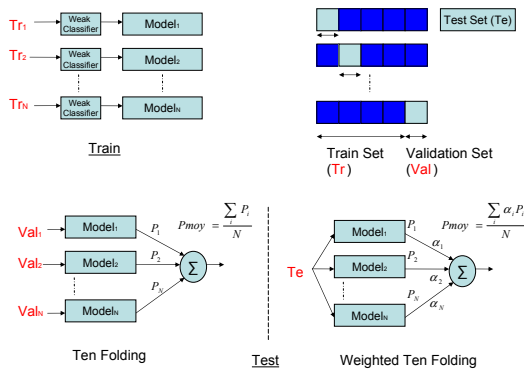 Tr1
Weak
Classifier
Model1
Tr2
Weak
Classifier
Model2
TrN
Weak
Classifier
ModelN
Train
Test Set (Te)
Train Set
(Tr)
Validation Set
(Val)
Val1
Model1
P1
Val2
Model2
P2
ValN
ModelN
PN
Σ
Pmoy = ∑i Pi / N
Ten Folding
Te
Model1
P1
α1
Model2
P2
α2
ModelN
PN
αN
Σ
Pmoy = ∑i αi Pi / N
Weighted Ten Folding
Test